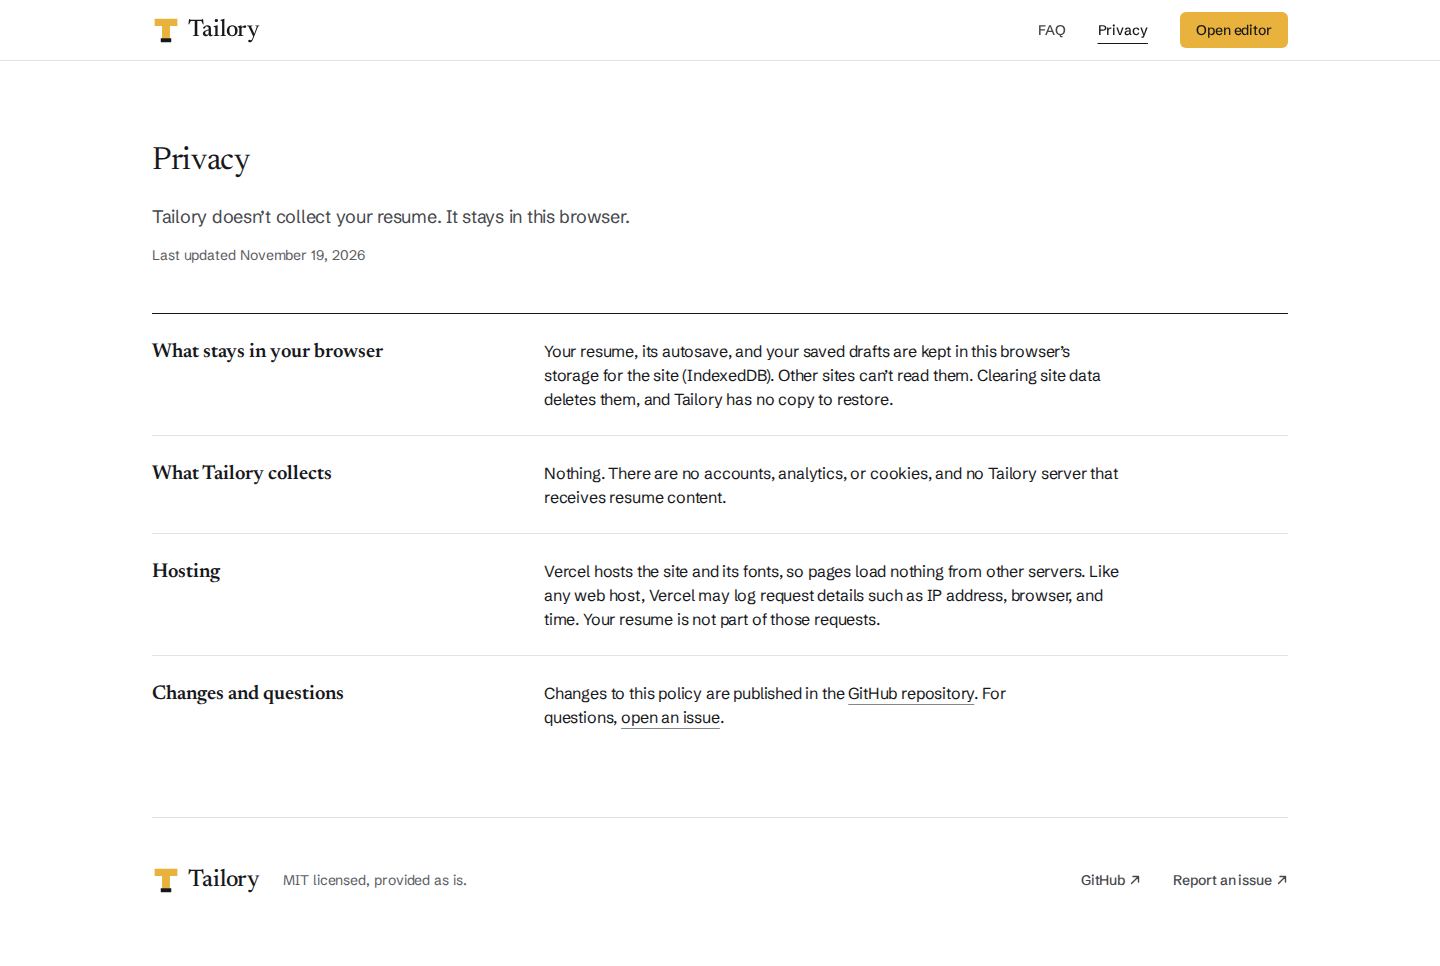 Tailory
FAQ
Privacy
Open editor
Privacy
Tailory doesn't collect your resume. It stays in this browser.
Last updated November 19, 2026
What stays in your browser
Your resume, its autosave, and your saved drafts are kept in this browser's
storage for the site (IndexedDB). Other sites can't read them. Clearing site data
deletes them, and Tailory has no copy to restore.
What Tailory collects
Nothing. There are no accounts, analytics, or cookies, and no Tailory server that
receives resume content.
Hosting
Vercel hosts the site and its fonts, so pages load nothing from other servers. Like
any web host, Vercel may log request details such as IP address, browser, and
time. Your resume is not part of those requests.
Changes and questions
Changes to this policy are published in the GitHub repository. For
questions, open an issue.
Tailory
MIT licensed, provided as is.
GitHub ↗
Report an issue ↗